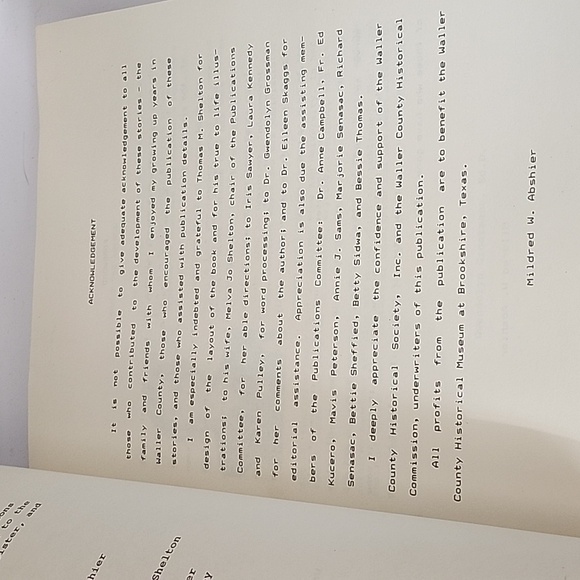 ACKNOWLEDGEMENT
It is not possible to give adequate acknowledgement to all
those who contributed to the development of these stories - the
family and friends with whom I enjoyed my growing up years in
Waller County, those who encouraged the publication of these
stories, and those who assisted with publication details.
I am especially indebted and grateful to Thomas M. Shelton for
design of the layout of the book and for his true to life illus-
trations; to his wife, Melva Jo Shelton, chair of the Publications
Committee, for her able directions; to Iris Sawyer, Laura Kennedy
and Karen Pulley, for word processing; to Dr. Gwendolyn Grossman
for her comments about the author; and to Dr. Eileen Skaggs for
editorial assistance. Appreciation is also due the assisting mem-
bers of the Publications Committee: Dr. Anne Campbell, Fr. Ed
Kucero, Mavis Peterson, Annie J. Sams, Marjorie Senasac, Richard
Senasac, Bettie Sheffied, Betty Sidwa, and Bessie Thomas.
I deeply appreciate the confidence and support of the Waller
County Historical Society, Inc. and the Waller County Historical
Commission, underwriters of this publication.
All profits from the publication are to benefit the Waller
County Historical Museum at Brookshire, Texas.
Mildred W. Abshier
ons
to the
ister, and
hier
Shelton
er
y